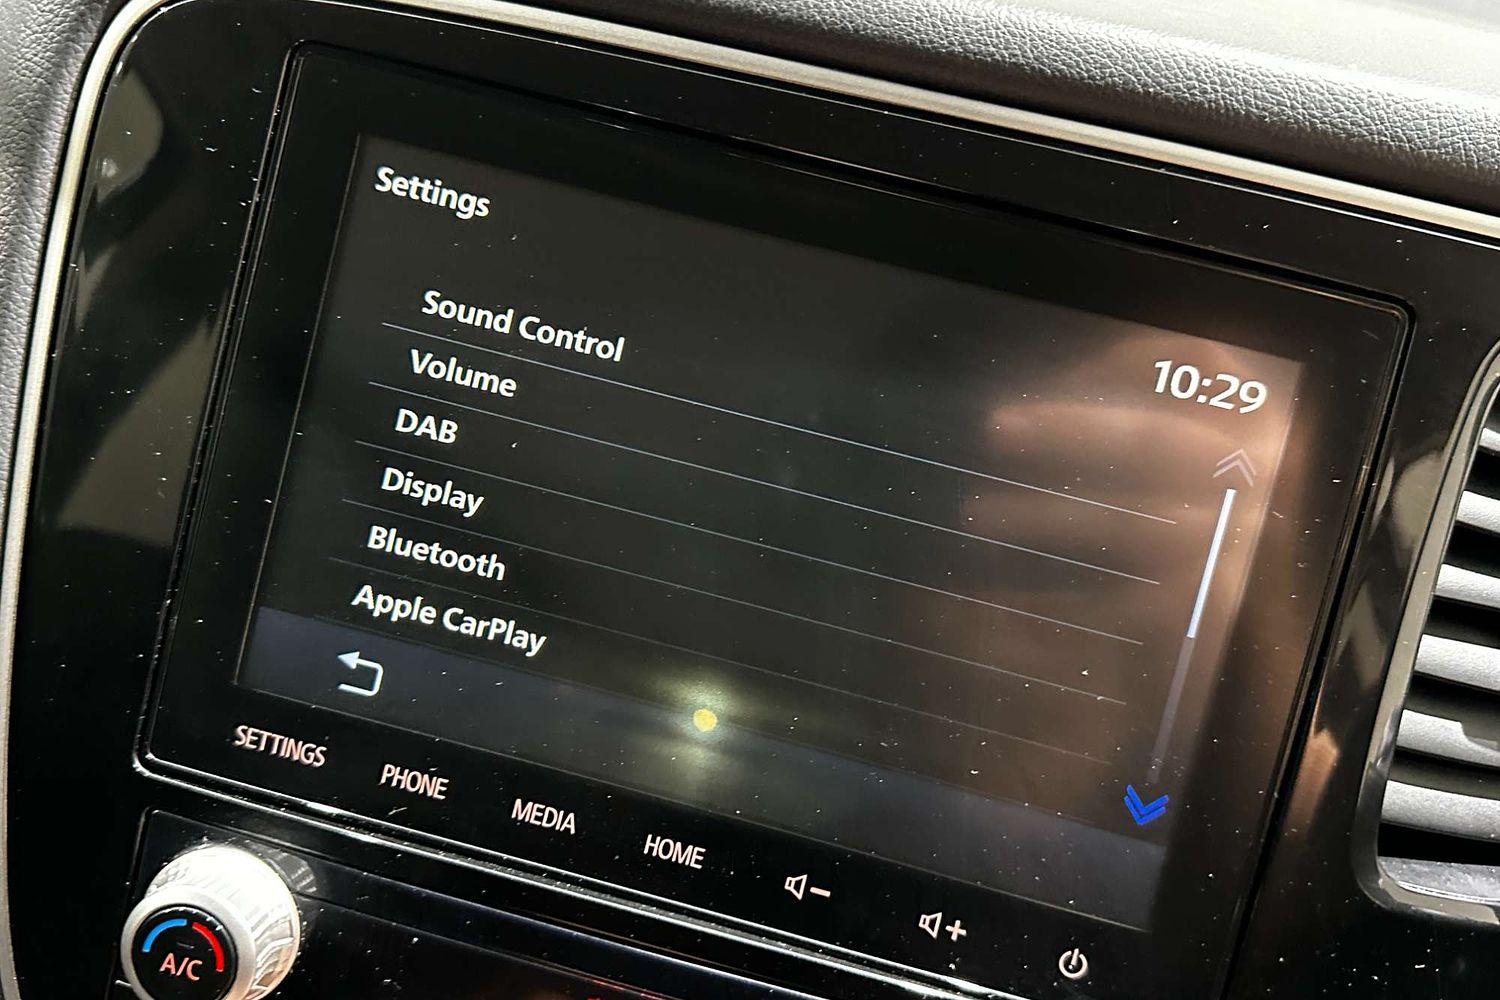 Settings
10:29
Sound Control
Volume
DAB
Display
Bluetooth
Apple CarPlay
SETTINGS
PHONE
MEDIA
HOME
A/C